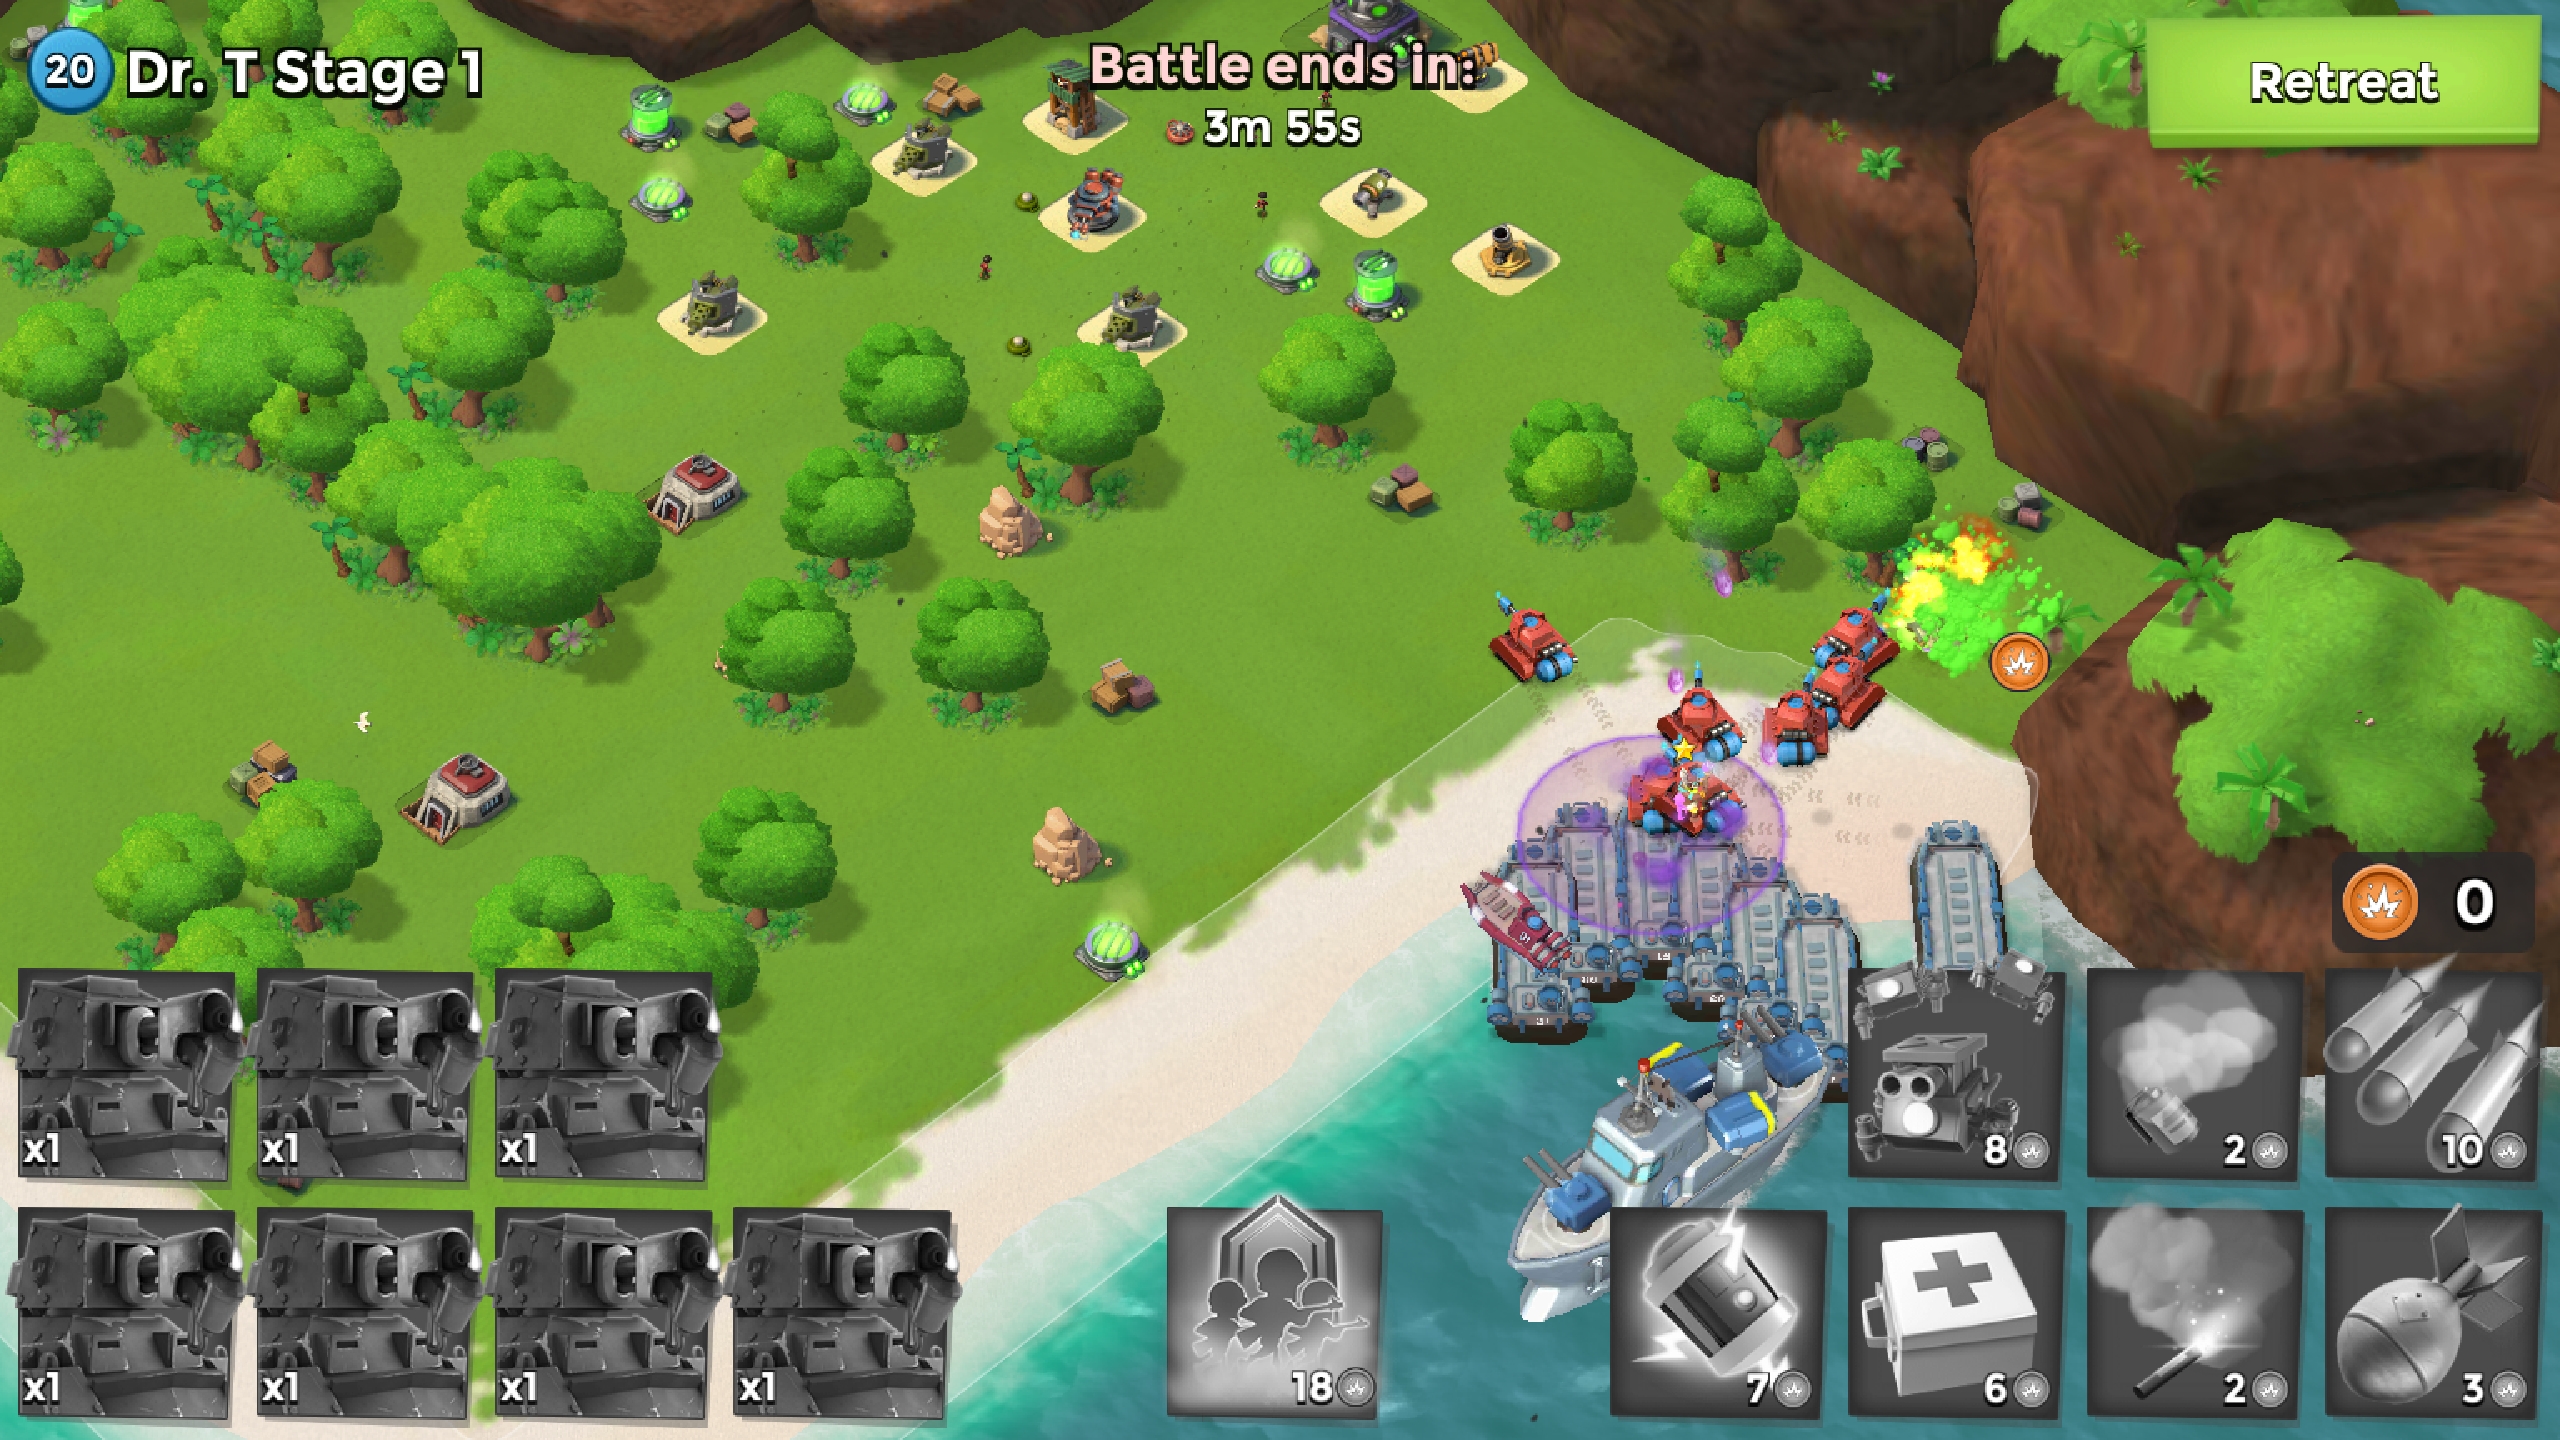 20 Dr. T Stage 1
Battle ends in:
3m 55s
Retreat
0
x1 x1 x1
8 2 10
x1 x1 x1 x1
18 7 6 2 3